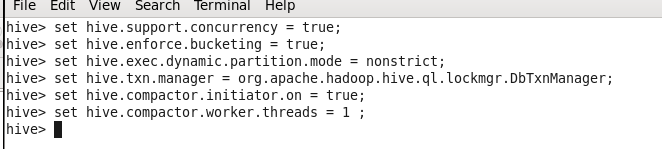 File Edit View Search Terminal Help
hive> set hive.support.concurrency = true;
hive> set hive.enforce.bucketing = true;
hive> set hive.exec.dynamic.partition.mode = nonstrict;
hive> set hive.txn.manager = org.apache.hadoop.hive.ql.lockmgr.DbTxnManager;
hive> set hive.compactor.initiator.on = true;
hive> set hive.compactor.worker.threads = 1 ;
hive>